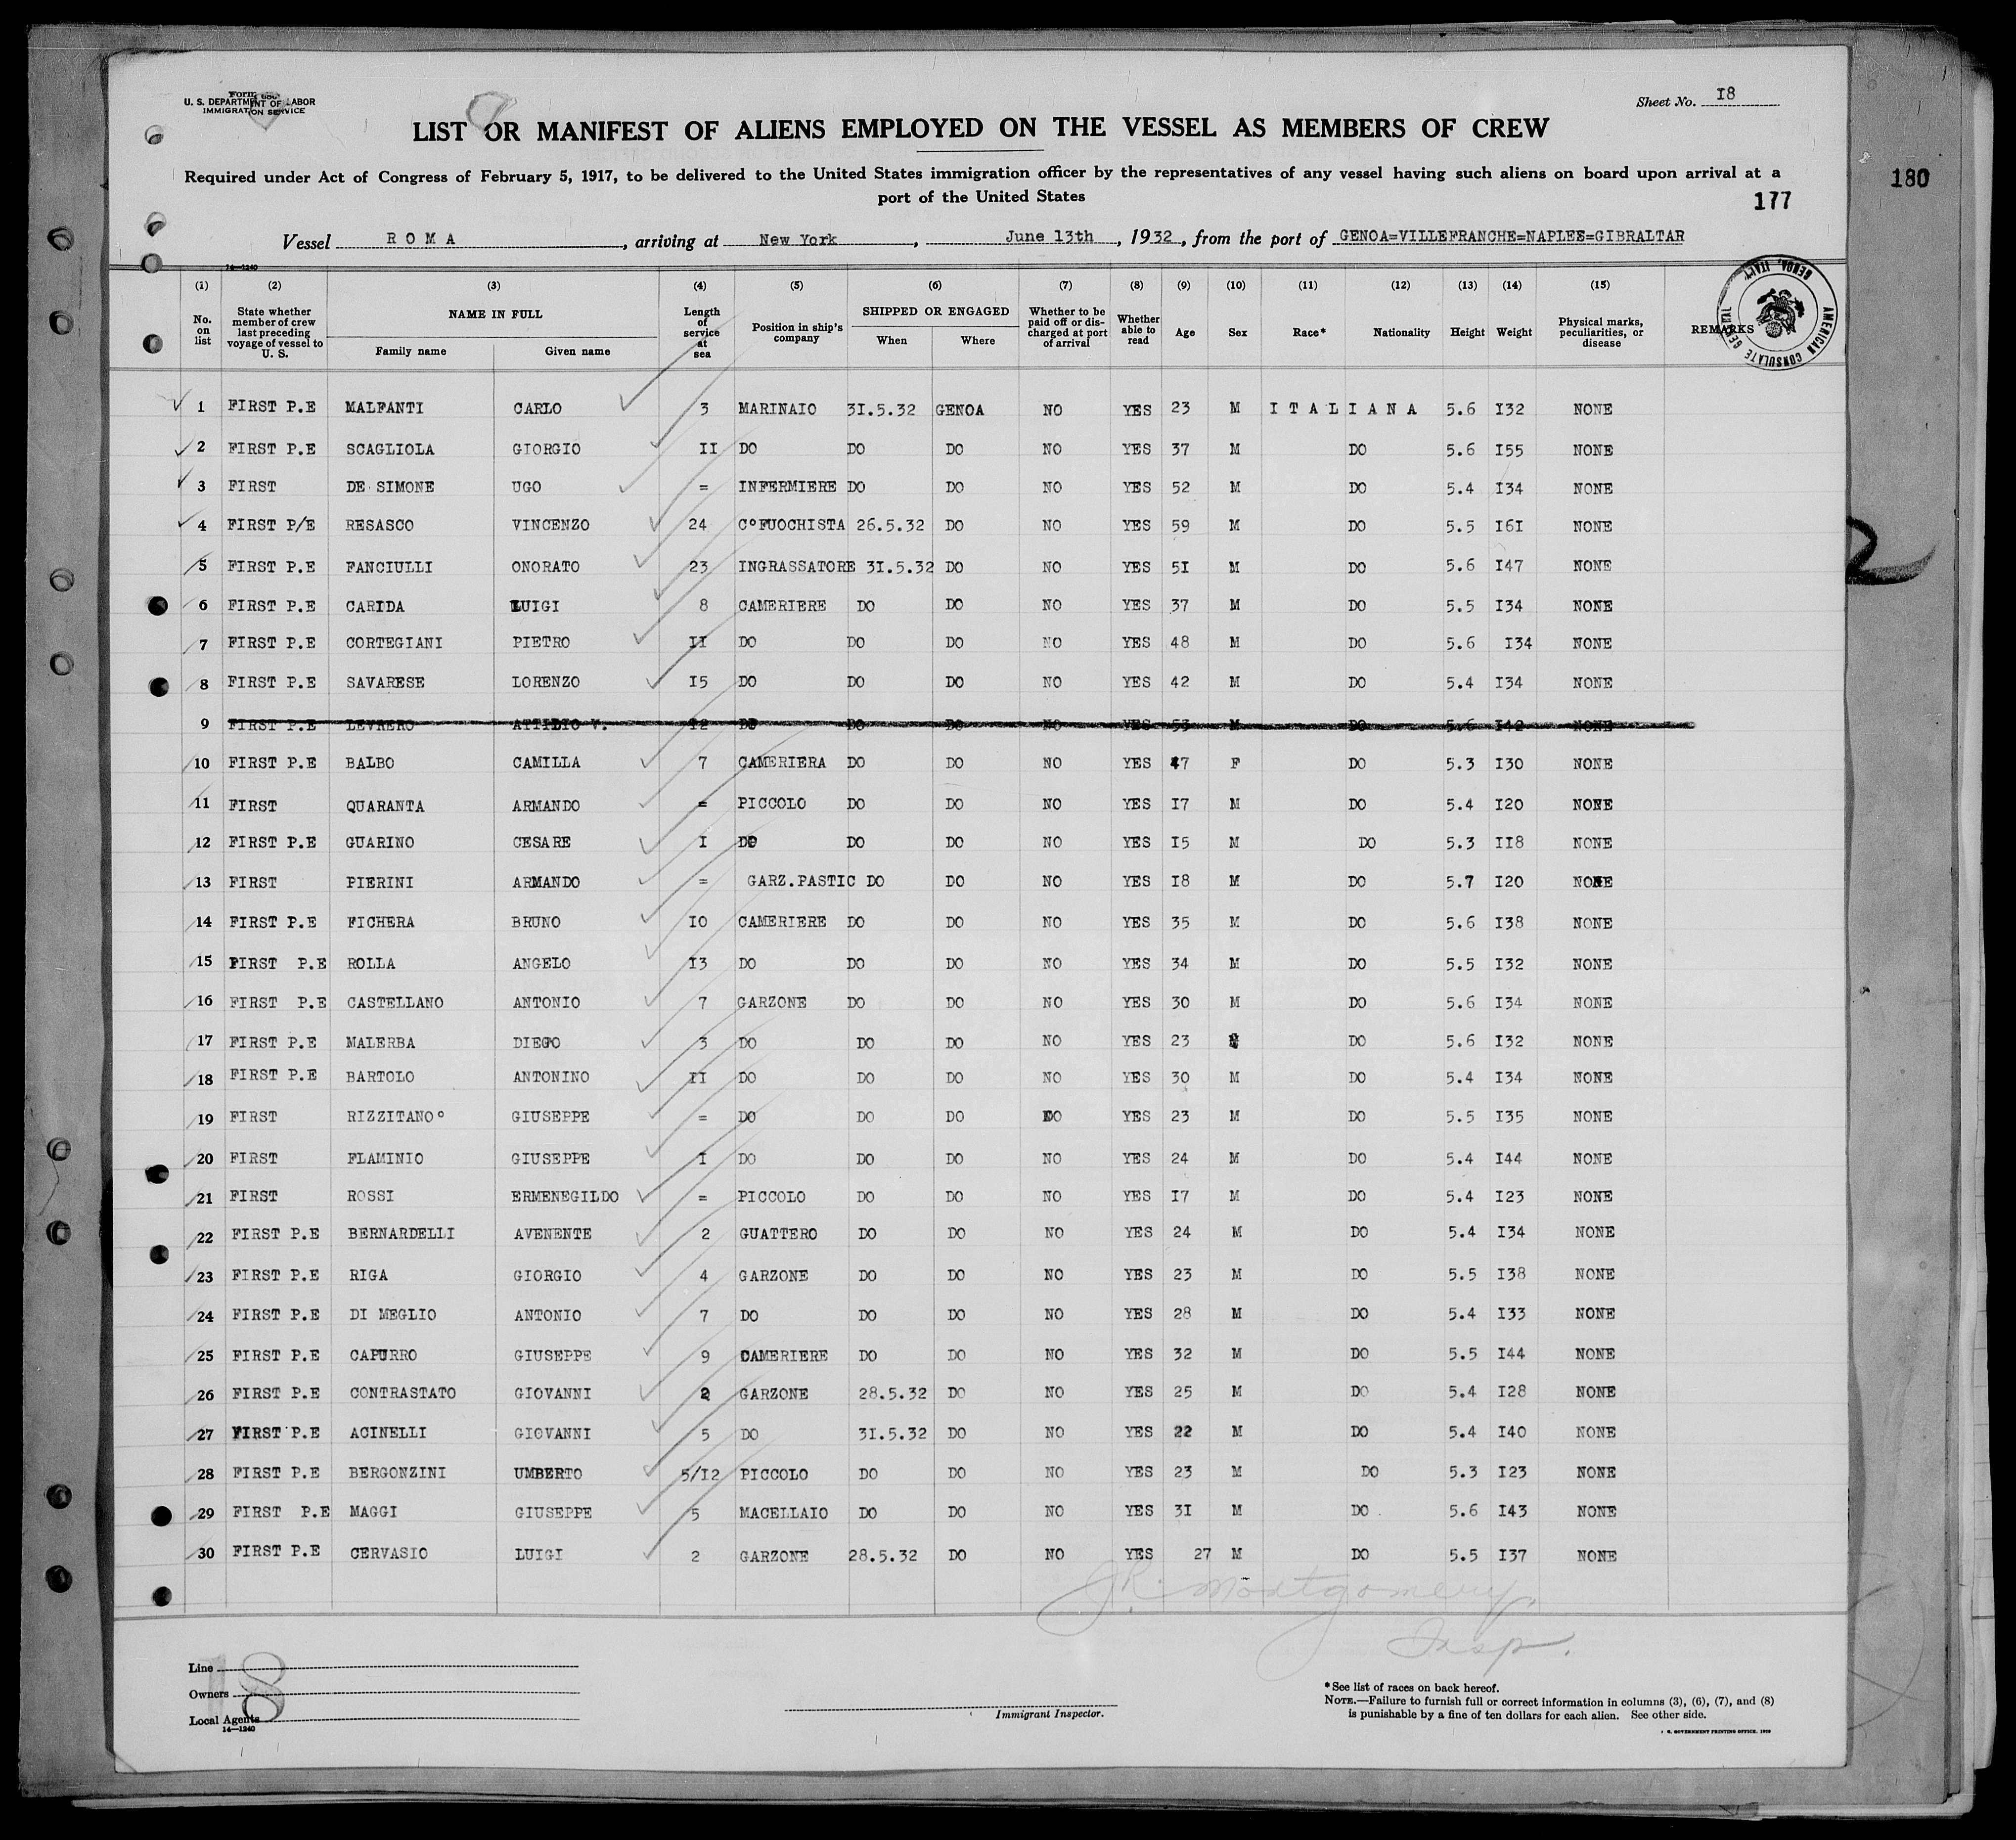 Form 680
U. S. DEPARTMENT OF LABOR
IMMIGRATION SERVICE
Sheet No. I8
LIST OR MANIFEST OF ALIENS EMPLOYED ON THE VESSEL AS MEMBERS OF CREW
Required under Act of Congress of February 5, 1917, to be delivered to the United States immigration officer by the representatives of any vessel having such aliens on board upon arrival at a
port of the United States
177
180
Vessel R O M A, arriving at New York, June 13th, 1932, from the port of GENOA=VILLEFRANCHE=NAPLES=GIBRALTAR
14—1240
(1) (2) (3) (4) (5) (6) (7) (8) (9) (10) (11) (12) (13) (14) (15)
No. on list
State whether member of crew last preceding voyage of vessel to U. S.
NAME IN FULL
Family name
Given name
Length of service at sea
Position in ship's company
SHIPPED OR ENGAGED
When
Where
Whether to be paid off or discharged at port of arrival
Whether able to read
Age
Sex
Race*
Nationality
Height
Weight
Physical marks, peculiarities, or disease
REMARKS
AMERICAN CONSULATE GENERAL
GENOA, ITALY
1 FIRST P.E MALFANTI CARLO 3 MARINAIO 3I.5.32 GENOA NO YES 23 M I T A L I A N A 5.6 I32 NONE
2 FIRST P.E SCAGLIOLA GIORGIO II DO DO DO NO YES 37 M DO 5.6 I55 NONE
3 FIRST DE SIMONE UGO = INFERMIERE DO DO NO YES 52 M DO 5.4 I34 NONE
4 FIRST P/E RESASCO VINCENZO 24 C°FUOCHISTA 26.5.32 DO NO YES 59 M DO 5.5 I6I NONE
5 FIRST P.E FANCIULLI ONORATO 23 INGRASSATORE 3I.5.32 DO NO YES 5I M DO 5.6 I47 NONE
6 FIRST P.E CARIDA LUIGI 8 CAMERIERE DO DO NO YES 37 M DO 5.5 I34 NONE
7 FIRST P.E CORTEGIANI PIETRO II DO DO DO NO YES 48 M DO 5.6 I34 NONE
8 FIRST P.E SAVARESE LORENZO I5 DO DO DO NO YES 42 M DO 5.4 I34 NONE
9 FIRST P.E LEVRERO ATTIDIO V. I2 DO DO DO NO YES 53 M DO 5.6 I42 NONE
10 FIRST P.E BALBO CAMILLA 7 CAMERIERA DO DO NO YES 47 F DO 5.3 I30 NONE
11 FIRST QUARANTA ARMANDO = PICCOLO DO DO NO YES I7 M DO 5.4 I20 NONE
12 FIRST P.E GUARINO CESARE I DO DO DO NO YES I5 M DO 5.3 II8 NONE
13 FIRST PIERINI ARMANDO = GARZ.PASTIC DO DO NO YES I8 M DO 5.7 I20 NONE
14 FIRST P.E FICHERA BRUNO IO CAMERIERE DO DO NO YES 35 M DO 5.6 I38 NONE
15 FIRST P.E ROLLA ANGELO I3 DO DO DO NO YES 34 M DO 5.5 I32 NONE
16 FIRST P.E CASTELLANO ANTONIO 7 GARZONE DO DO NO YES 30 M DO 5.6 I34 NONE
17 FIRST P.E MALERBA DIEGO 3 DO DO DO NO YES 23 DO 5.6 I32 NONE
18 FIRST P.E BARTOLO ANTONINO II DO DO DO NO YES 30 M DO 5.4 I34 NONE
19 FIRST RIZZITANO° GIUSEPPE = DO DO DO DO YES 23 M DO 5.5 I35 NONE
20 FIRST FLAMINIO GIUSEPPE I DO DO DO NO YES 24 M DO 5.4 I44 NONE
21 FIRST ROSSI ERMENEGILDO = PICCOLO DO DO NO YES I7 M DO 5.4 I23 NONE
22 FIRST P.E BERNARDELLI AVENENTE 2 GUATTERO DO DO NO YES 24 M DO 5.4 I34 NONE
23 FIRST P.E RIGA GIORGIO 4 GARZONE DO DO NO YES 23 M DO 5.5 I38 NONE
24 FIRST P.E DI MEGLIO ANTONIO 7 DO DO DO NO YES 28 M DO 5.4 I33 NONE
25 FIRST P.E CAPURRO GIUSEPPE 9 CAMERIERE DO DO NO YES 32 M DO 5.5 I44 NONE
26 FIRST P.E CONTRASTATO GIOVANNI 2 GARZONE 28.5.32 DO NO YES 25 M DO 5.4 I28 NONE
27 FIRST P.E ACINELLI GIOVANNI 5 DO 3I.5.32 DO NO YES 22 M DO 5.4 I40 NONE
28 FIRST P.E BERGONZINI UMBERTO 5/I2 PICCOLO DO DO NO YES 23 M DO 5.3 I23 NONE
29 FIRST P.E MAGGI GIUSEPPE 5 MACELLAIO DO DO NO YES 3I M DO 5.6 I43 NONE
30 FIRST P.E CERVASIO LUIGI 2 GARZONE 28.5.32 DO NO YES 27 M DO 5.5 I37 NONE
J.R. Montgomery
Insp.
2
18
Line
Owners
Local Agents
14—1240
Immigrant Inspector.
*See list of races on back hereof.
NOTE.—Failure to furnish full or correct information in columns (3), (6), (7), and (8)
is punishable by a fine of ten dollars for each alien. See other side.
GOVERNMENT PRINTING OFFICE